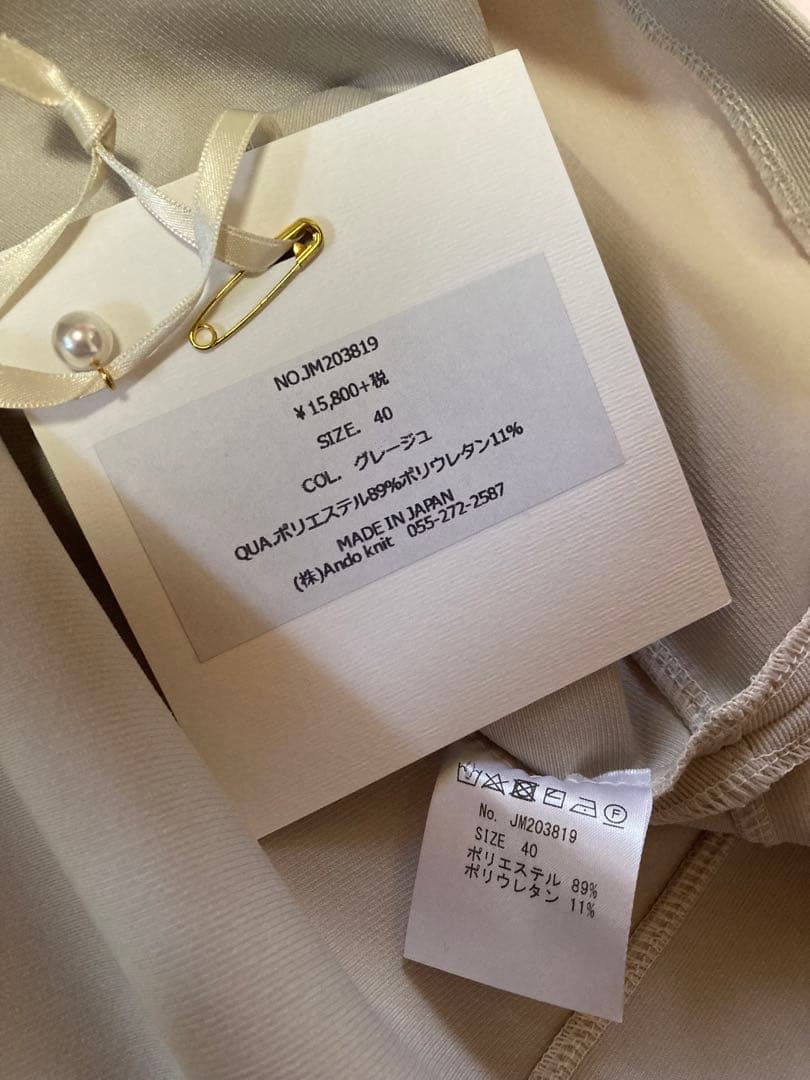 NO.JM203819
¥15,800+税
SIZE. 40
COL. グレージュ
QUA.ポリエステル89%ポリウレタン11%
MADE IN JAPAN
(株)Ando knit 055-272-2587
No. JM203819
SIZE 40
ポリエステル 89%
ポリウレタン 11%